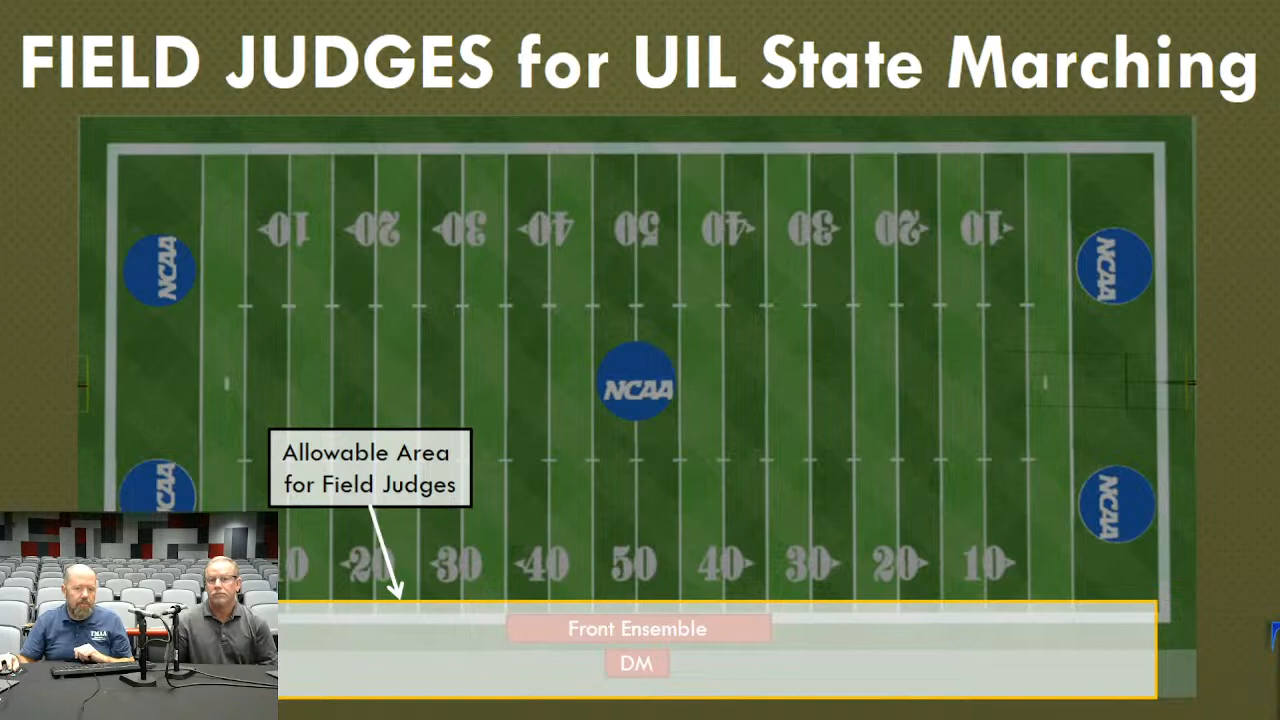 FIELD JUDGES for UIL State Marching
10 20 30 40 50 40 30 20 10
NCAA
NCAA
NCAA
Allowable Area
for Field Judges
NCAA
NCAA
0 20 30 40 50 40 30 20 10
Front Ensemble
DM